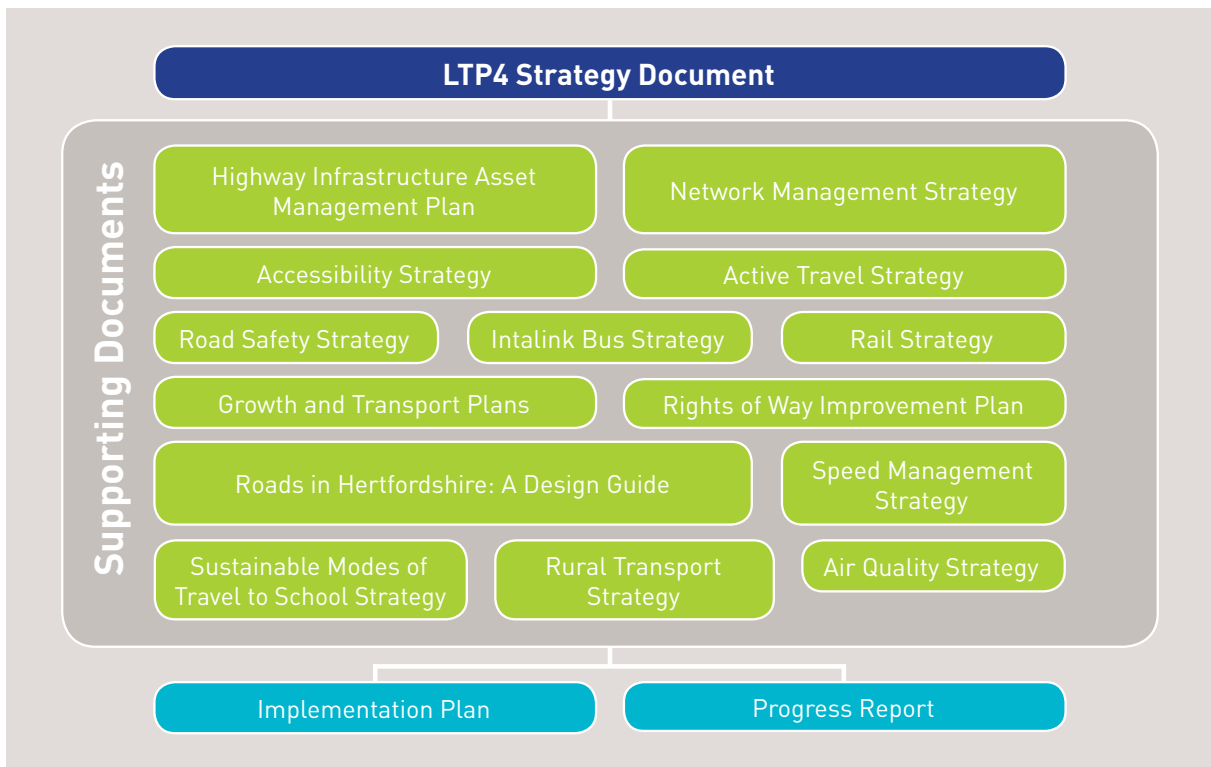 LTP4 Strategy Document
Supporting Documents
Highway Infrastructure Asset
Management Plan
Network Management Strategy
Accessibility Strategy
Active Travel Strategy
Road Safety Strategy
Intalink Bus Strategy
Rail Strategy
Growth and Transport Plans
Rights of Way Improvement Plan
Roads in Hertfordshire: A Design Guide
Speed Management
Strategy
Sustainable Modes of
Travel to School Strategy
Rural Transport
Strategy
Air Quality Strategy
Implementation Plan
Progress Report